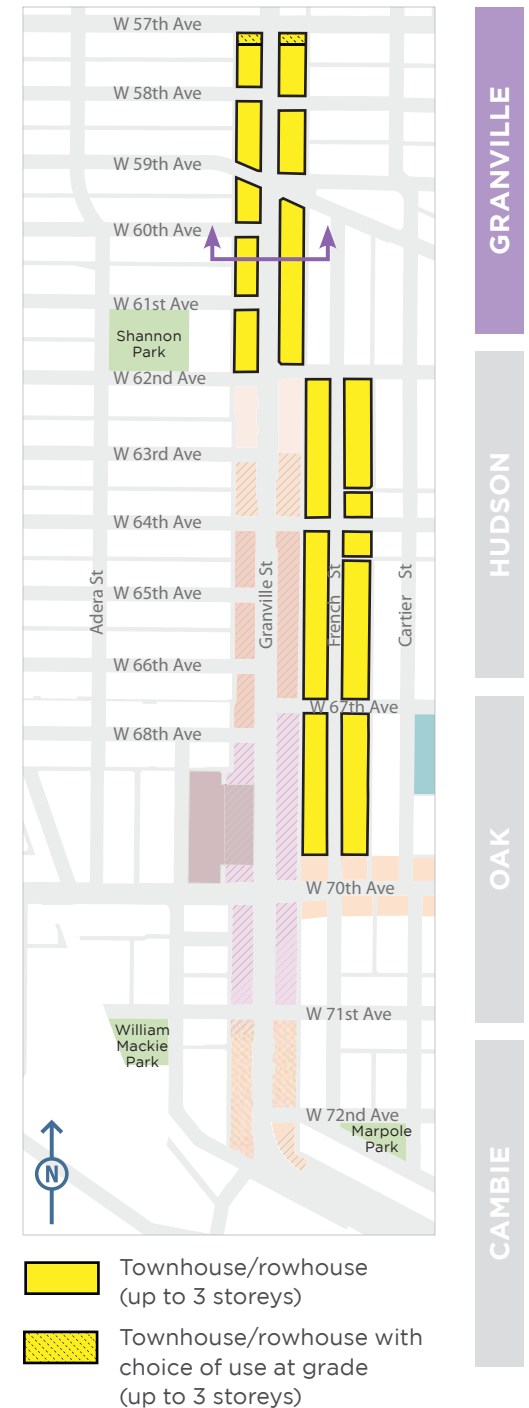 W 57th Ave
W 58th Ave
W 59th Ave
W 60th Ave
W 61st Ave
Shannon
Park
W 62nd Ave
W 63rd Ave
W 64th Ave
Adera St
W 65th Ave
Granville St
French St
Cartier St
W 66th Ave
W 67th Ave
W 68th Ave
W 70th Ave
W 71st Ave
William
Mackie
Park
W 72nd Ave
Marpole
Park
N
GRANVILLE
HUDSON
OAK
CAMBIE
Townhouse/rowhouse
(up to 3 storeys)
Townhouse/rowhouse with
choice of use at grade
(up to 3 storeys)